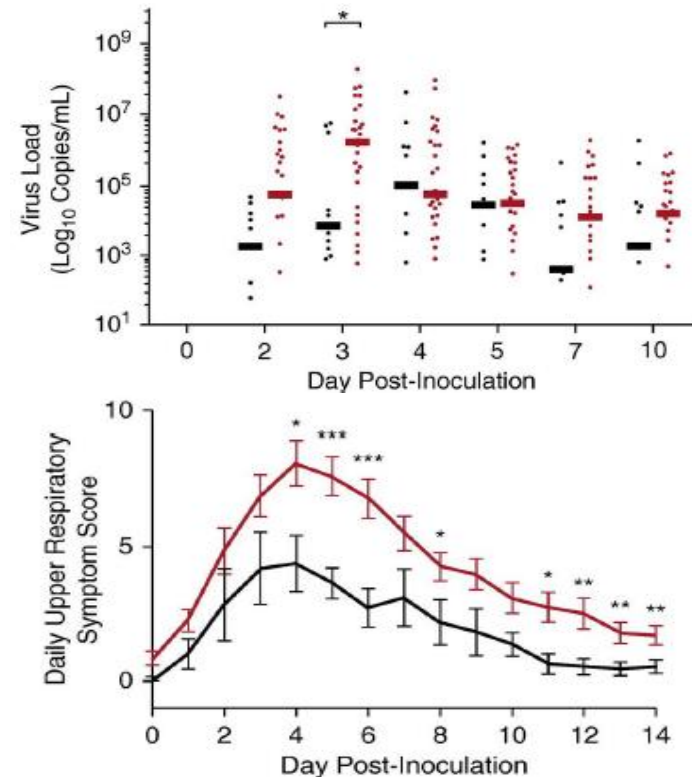 *
10⁹
10⁷
10⁵
10³
10¹
Virus Load
(Log₁₀ Copies/mL)
0 2 3 4 5 7 10
Day Post-Inoculation
10
5
0
Daily Upper Respiratory
Symptom Score
* *** *** * * ** ** **
0 2 4 6 8 10 12 14
Day Post-Inoculation